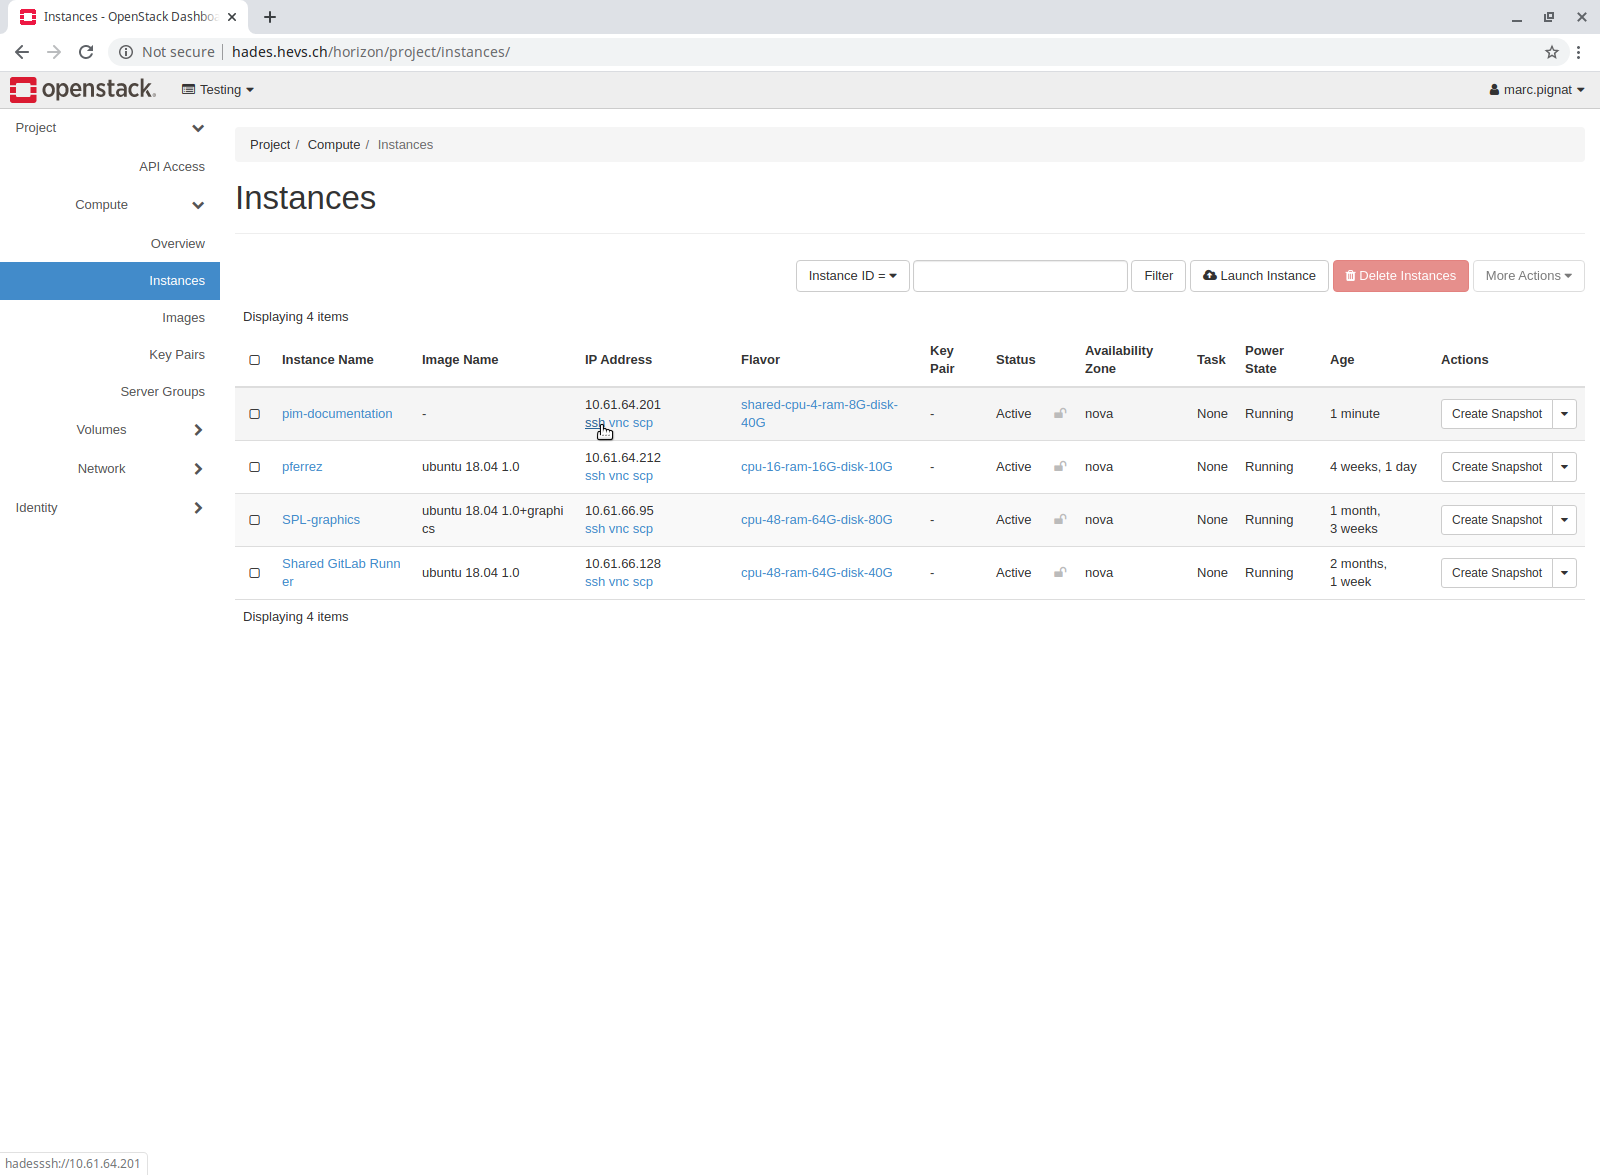 Instances - OpenStack Dashbo
Not secure | hades.hevs.ch/horizon/project/instances/
openstack. Testing marc.pignat
Project
API Access
Compute
Overview
Instances
Images
Key Pairs
Server Groups
Volumes
Network
Identity
Project / Compute / Instances
Instances
Instance ID = Filter Launch Instance Delete Instances More Actions
Displaying 4 items
Instance Name Image Name IP Address Flavor Key Pair Status Availability Zone Task Power State Age Actions
pim-documentation - 10.61.64.201 shared-cpu-4-ram-8G-disk- - Active nova None Running 1 minute Create Snapshot
ssh vnc scp 40G
pferrez ubuntu 18.04 1.0 10.61.64.212 cpu-16-ram-16G-disk-10G - Active nova None Running 4 weeks, 1 day Create Snapshot
ssh vnc scp
SPL-graphics ubuntu 18.04 1.0+graphi 10.61.66.95 cpu-48-ram-64G-disk-80G - Active nova None Running 1 month, Create Snapshot
cs ssh vnc scp 3 weeks
Shared GitLab Runn ubuntu 18.04 1.0 10.61.66.128 cpu-48-ram-64G-disk-40G - Active nova None Running 2 months, Create Snapshot
er ssh vnc scp 1 week
Displaying 4 items
hadesssh://10.61.64.201